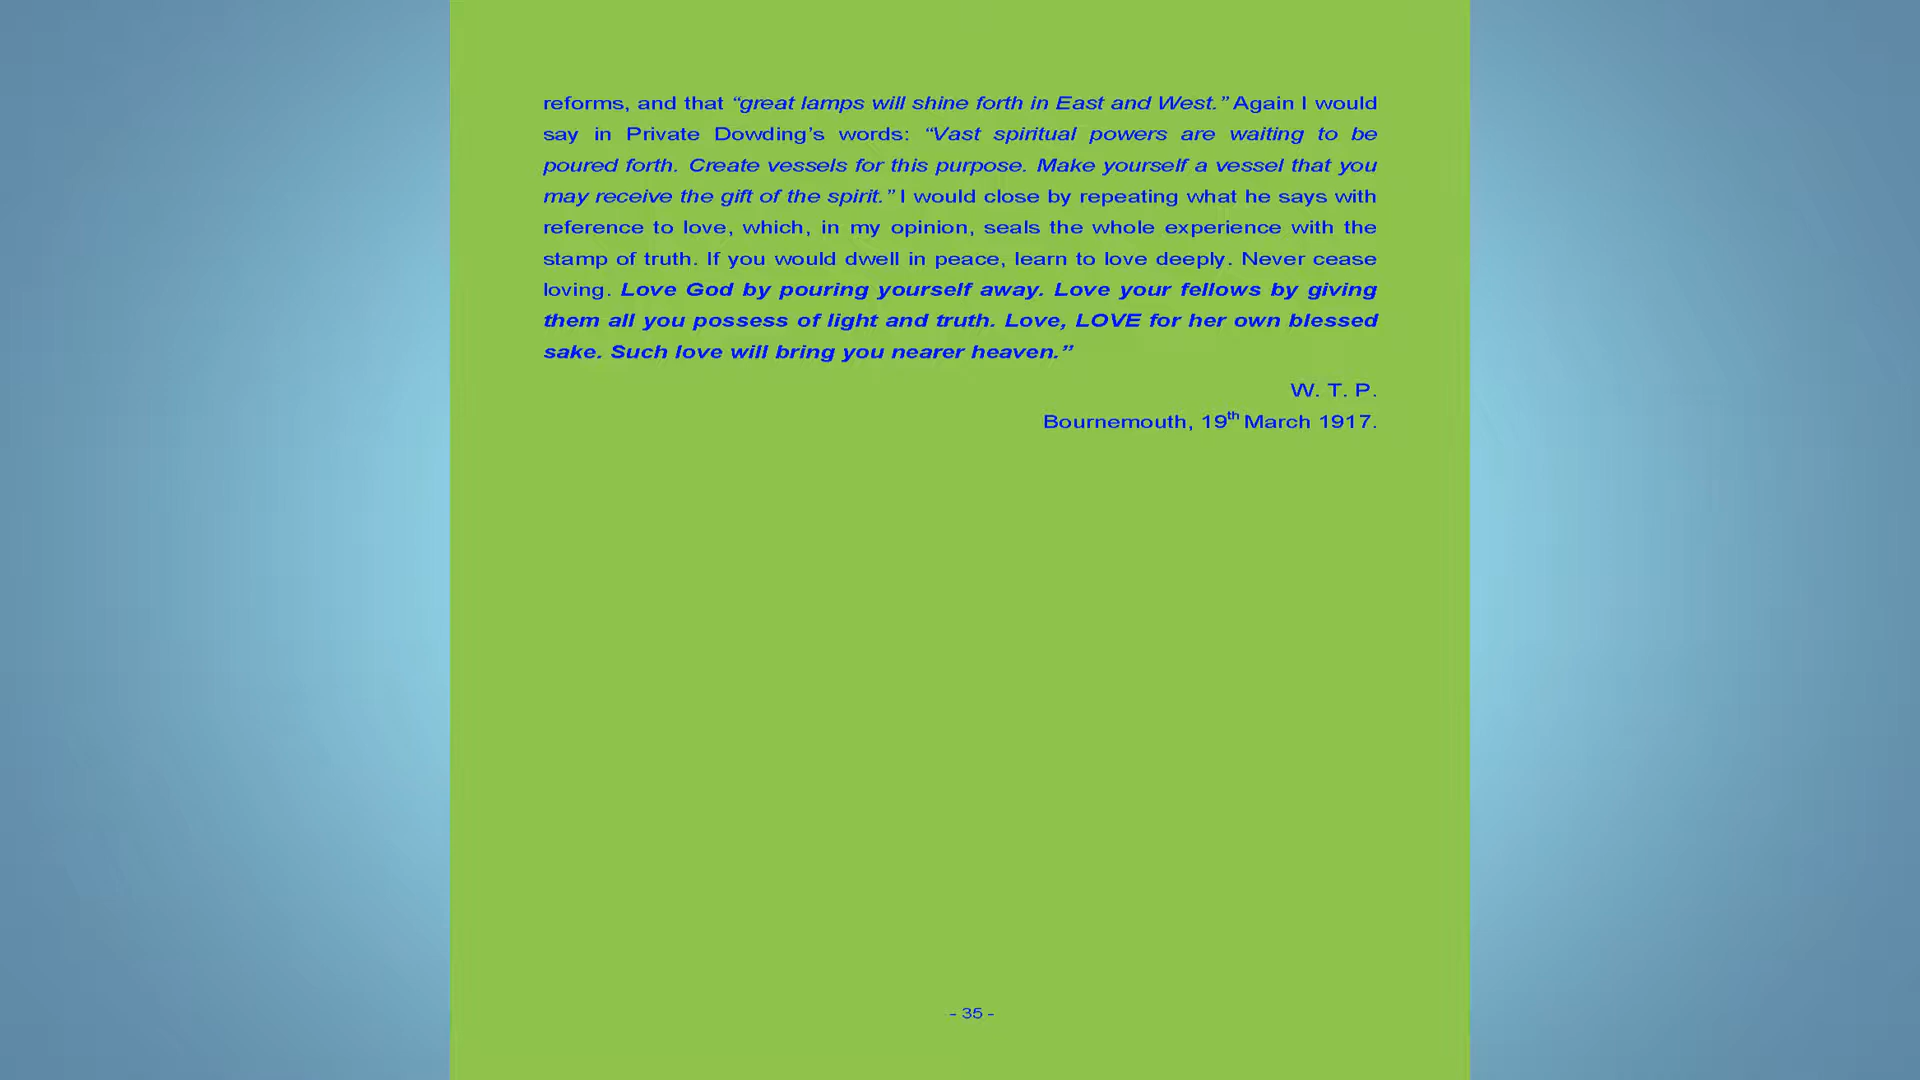 reforms, and that “great lamps will shine forth in East and West.” Again I would
say in Private Dowding’s words: “Vast spiritual powers are waiting to be
poured forth. Create vessels for this purpose. Make yourself a vessel that you
may receive the gift of the spirit.” I would close by repeating what he says with
reference to love, which, in my opinion, seals the whole experience with the
stamp of truth. If you would dwell in peace, learn to love deeply. Never cease
loving. Love God by pouring yourself away. Love your fellows by giving
them all you possess of light and truth. Love, LOVE for her own blessed
sake. Such love will bring you nearer heaven.”
W. T. P.
Bournemouth, 19th March 1917.
- 35 -